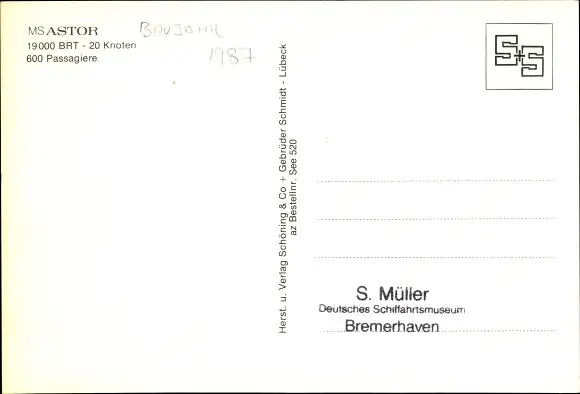 MS ASTOR
19000 BRT - 20 Knoten
600 Passagiere
BAUJAHR
1987
Herst. u. Verlag Schöning & Co + Gebrüder Schmidt - Lübeck
az Bestellnr. See 520
S+S
S. Müller
Deutsches Schiffahrtsmuseum
Bremerhaven